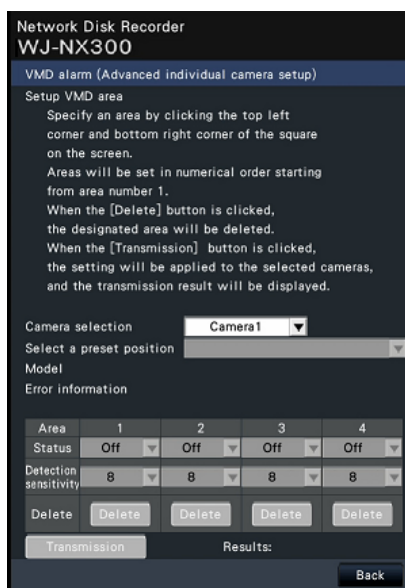 Network Disk Recorder
WJ-NX300
VMD alarm (Advanced individual camera setup)
Setup VMD area
Specify an area by clicking the top left
corner and bottom right corner of the square
on the screen.
Areas will be set in numerical order starting
from area number 1.
When the [Delete] button is clicked,
the designated area will be deleted.
When the [Transmission] button is clicked,
the setting will be applied to the selected cameras,
and the transmission result will be displayed.
Camera selection Camera1
Select a preset position
Model
Error information
Area 1 2 3 4
Status Off Off Off Off
Detection
sensitivity 8 8 8 8
Delete Delete Delete Delete Delete
Transmission Results:
Back